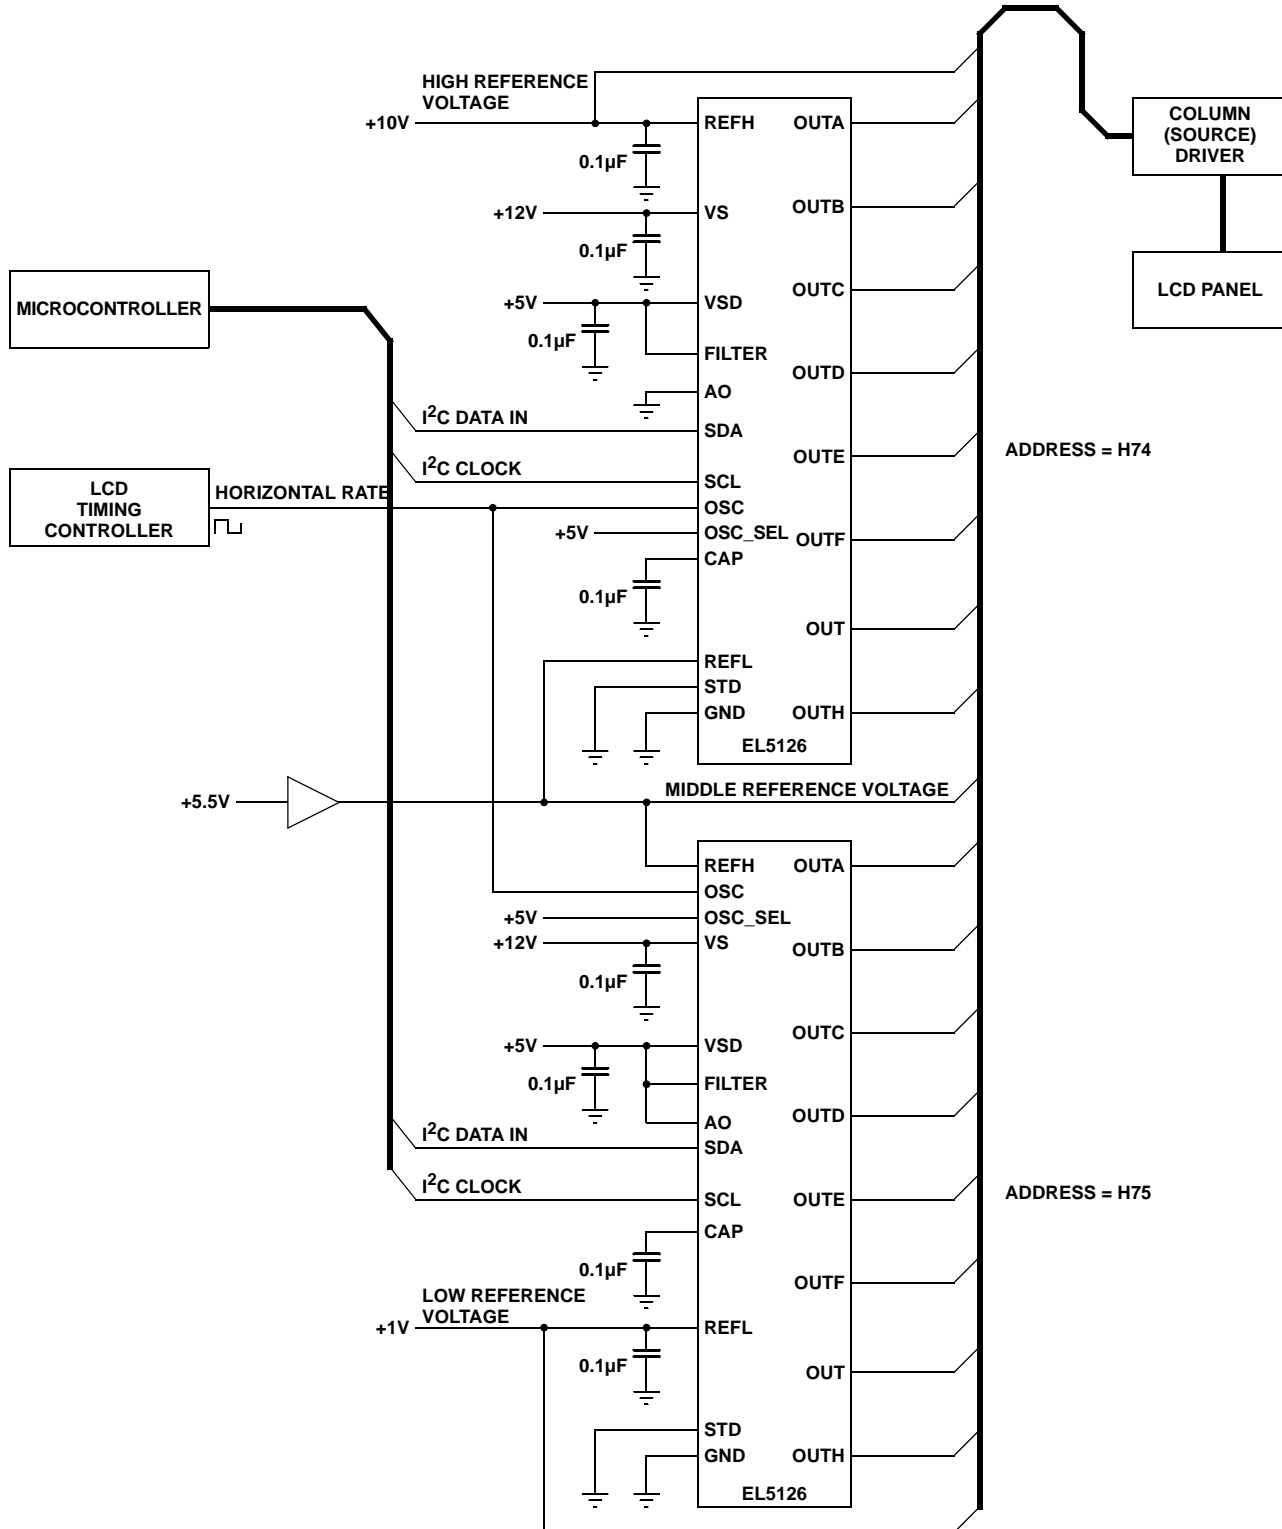 HIGH REFERENCE
VOLTAGE
+10V
REFH
OUTA
0.1µF
COLUMN
(SOURCE)
DRIVER
+12V
VS
OUTB
0.1µF
MICROCONTROLLER
+5V
VSD
OUTC
LCD PANEL
0.1µF
FILTER
OUTD
AO
I²C DATA IN
SDA
OUTE
ADDRESS = H74
I²C CLOCK
SCL
LCD
TIMING
CONTROLLER
HORIZONTAL RATE
OSC
+5V
OSC_SEL
OUTF
CAP
0.1µF
OUT
REFL
STD
GND
OUTH
EL5126
+5.5V
MIDDLE REFERENCE VOLTAGE
REFH
OUTA
OSC
+5V
OSC_SEL
+12V
VS
OUTB
0.1µF
OUTC
+5V
VSD
0.1µF
FILTER
OUTD
AO
I²C DATA IN
SDA
I²C CLOCK
SCL
OUTE
ADDRESS = H75
CAP
0.1µF
OUTF
LOW REFERENCE
VOLTAGE
+1V
REFL
0.1µF
OUT
STD
GND
OUTH
EL5126